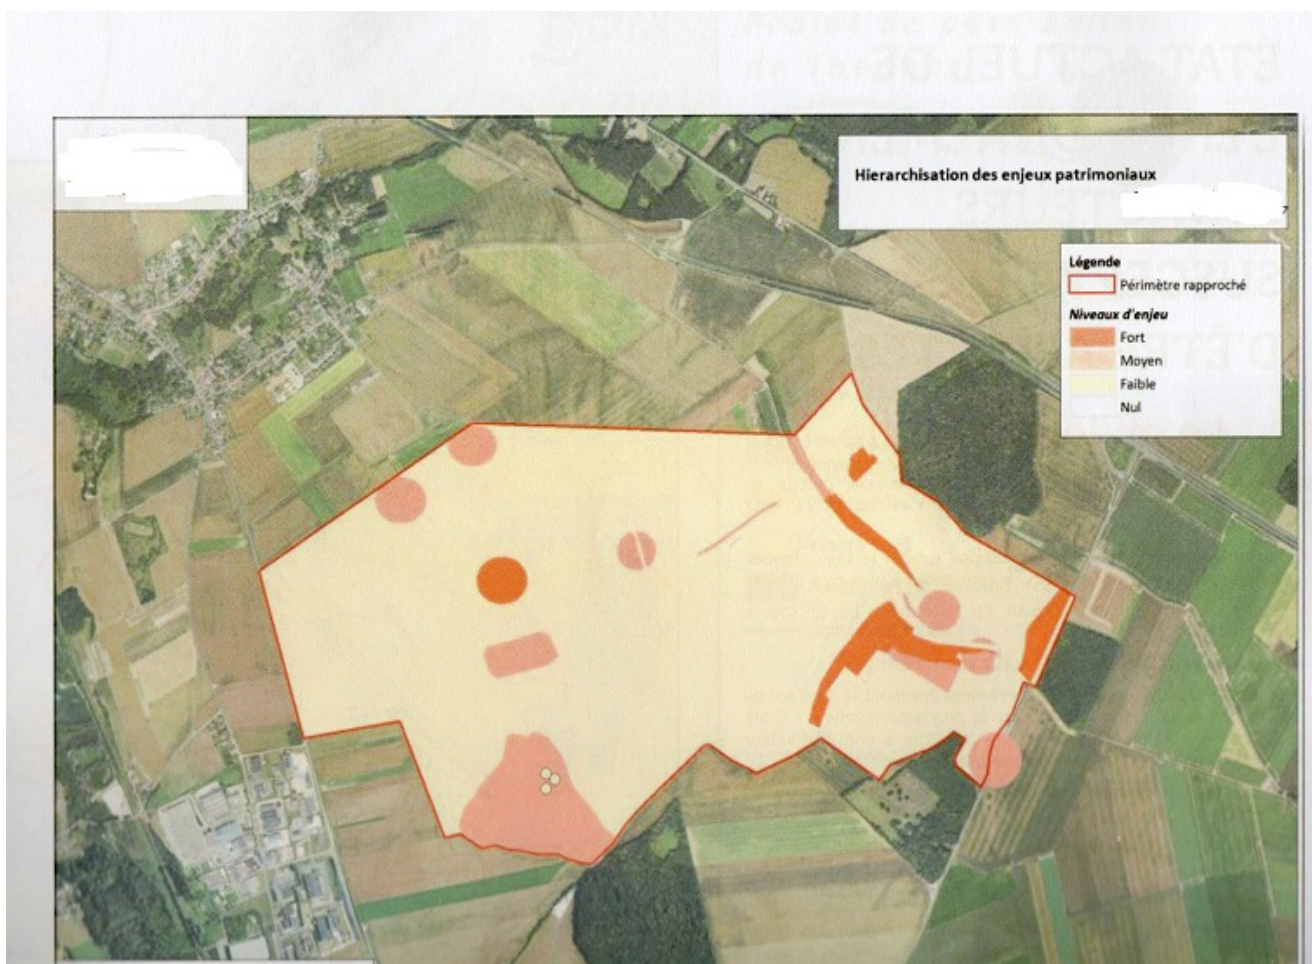 Hierarchisation des enjeux patrimoniaux
Légende
Périmètre rapproché
Niveaux d'enjeu
Fort
Moyen
Faible
Nul